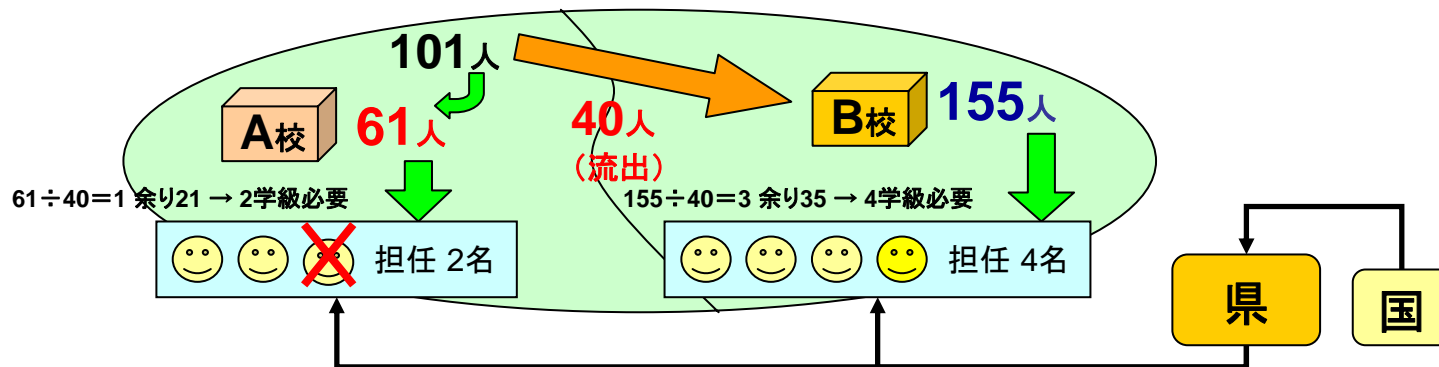 101人
A校
61人
40人
(流出)
B校
155人
61÷40＝1 余り21 → 2学級必要
155÷40＝3 余り35 → 4学級必要
担任 2名
担任 4名
県
国